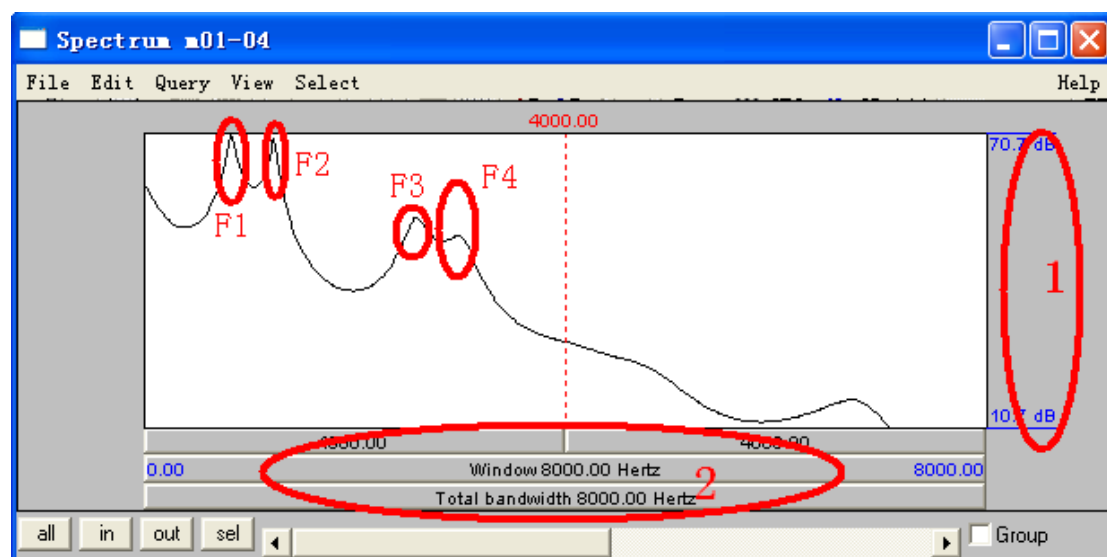 Spectrum m01-04
File Edit Query View Select Help
4000.00
70.7 dB
F1
F2
F3
F4
1
10.7 dB
4000.00 4000.00
0.00 Window 8000.00 Hertz 8000.00
2
Total bandwidth 8000.00 Hertz
all in out sel Group